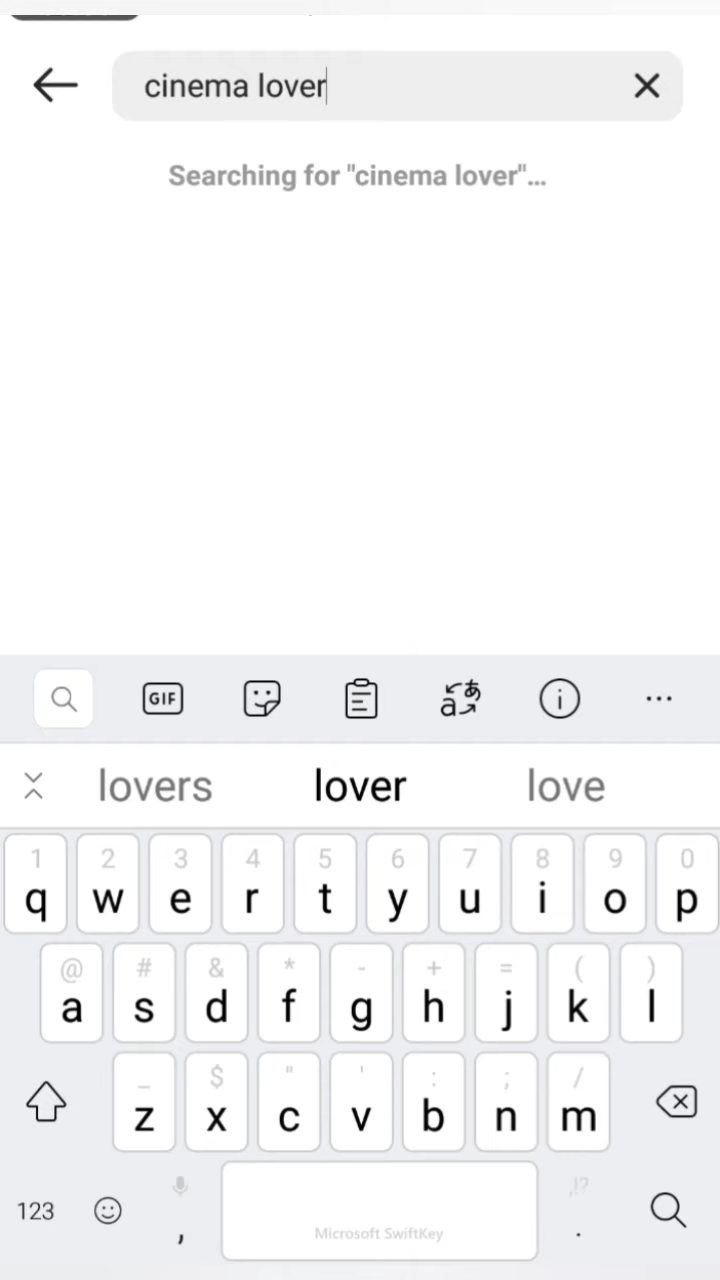 cinema lover
Searching for "cinema lover"...
GIF
あ
a
lovers lover love
1 2 3 4 5 6 7 8 9 0
q w e r t y u i o p
@ # & * - + = ( )
a s d f g h j k l
_ $ " ' : ; /
z x c v b n m
123 , Microsoft SwiftKey ,!? .